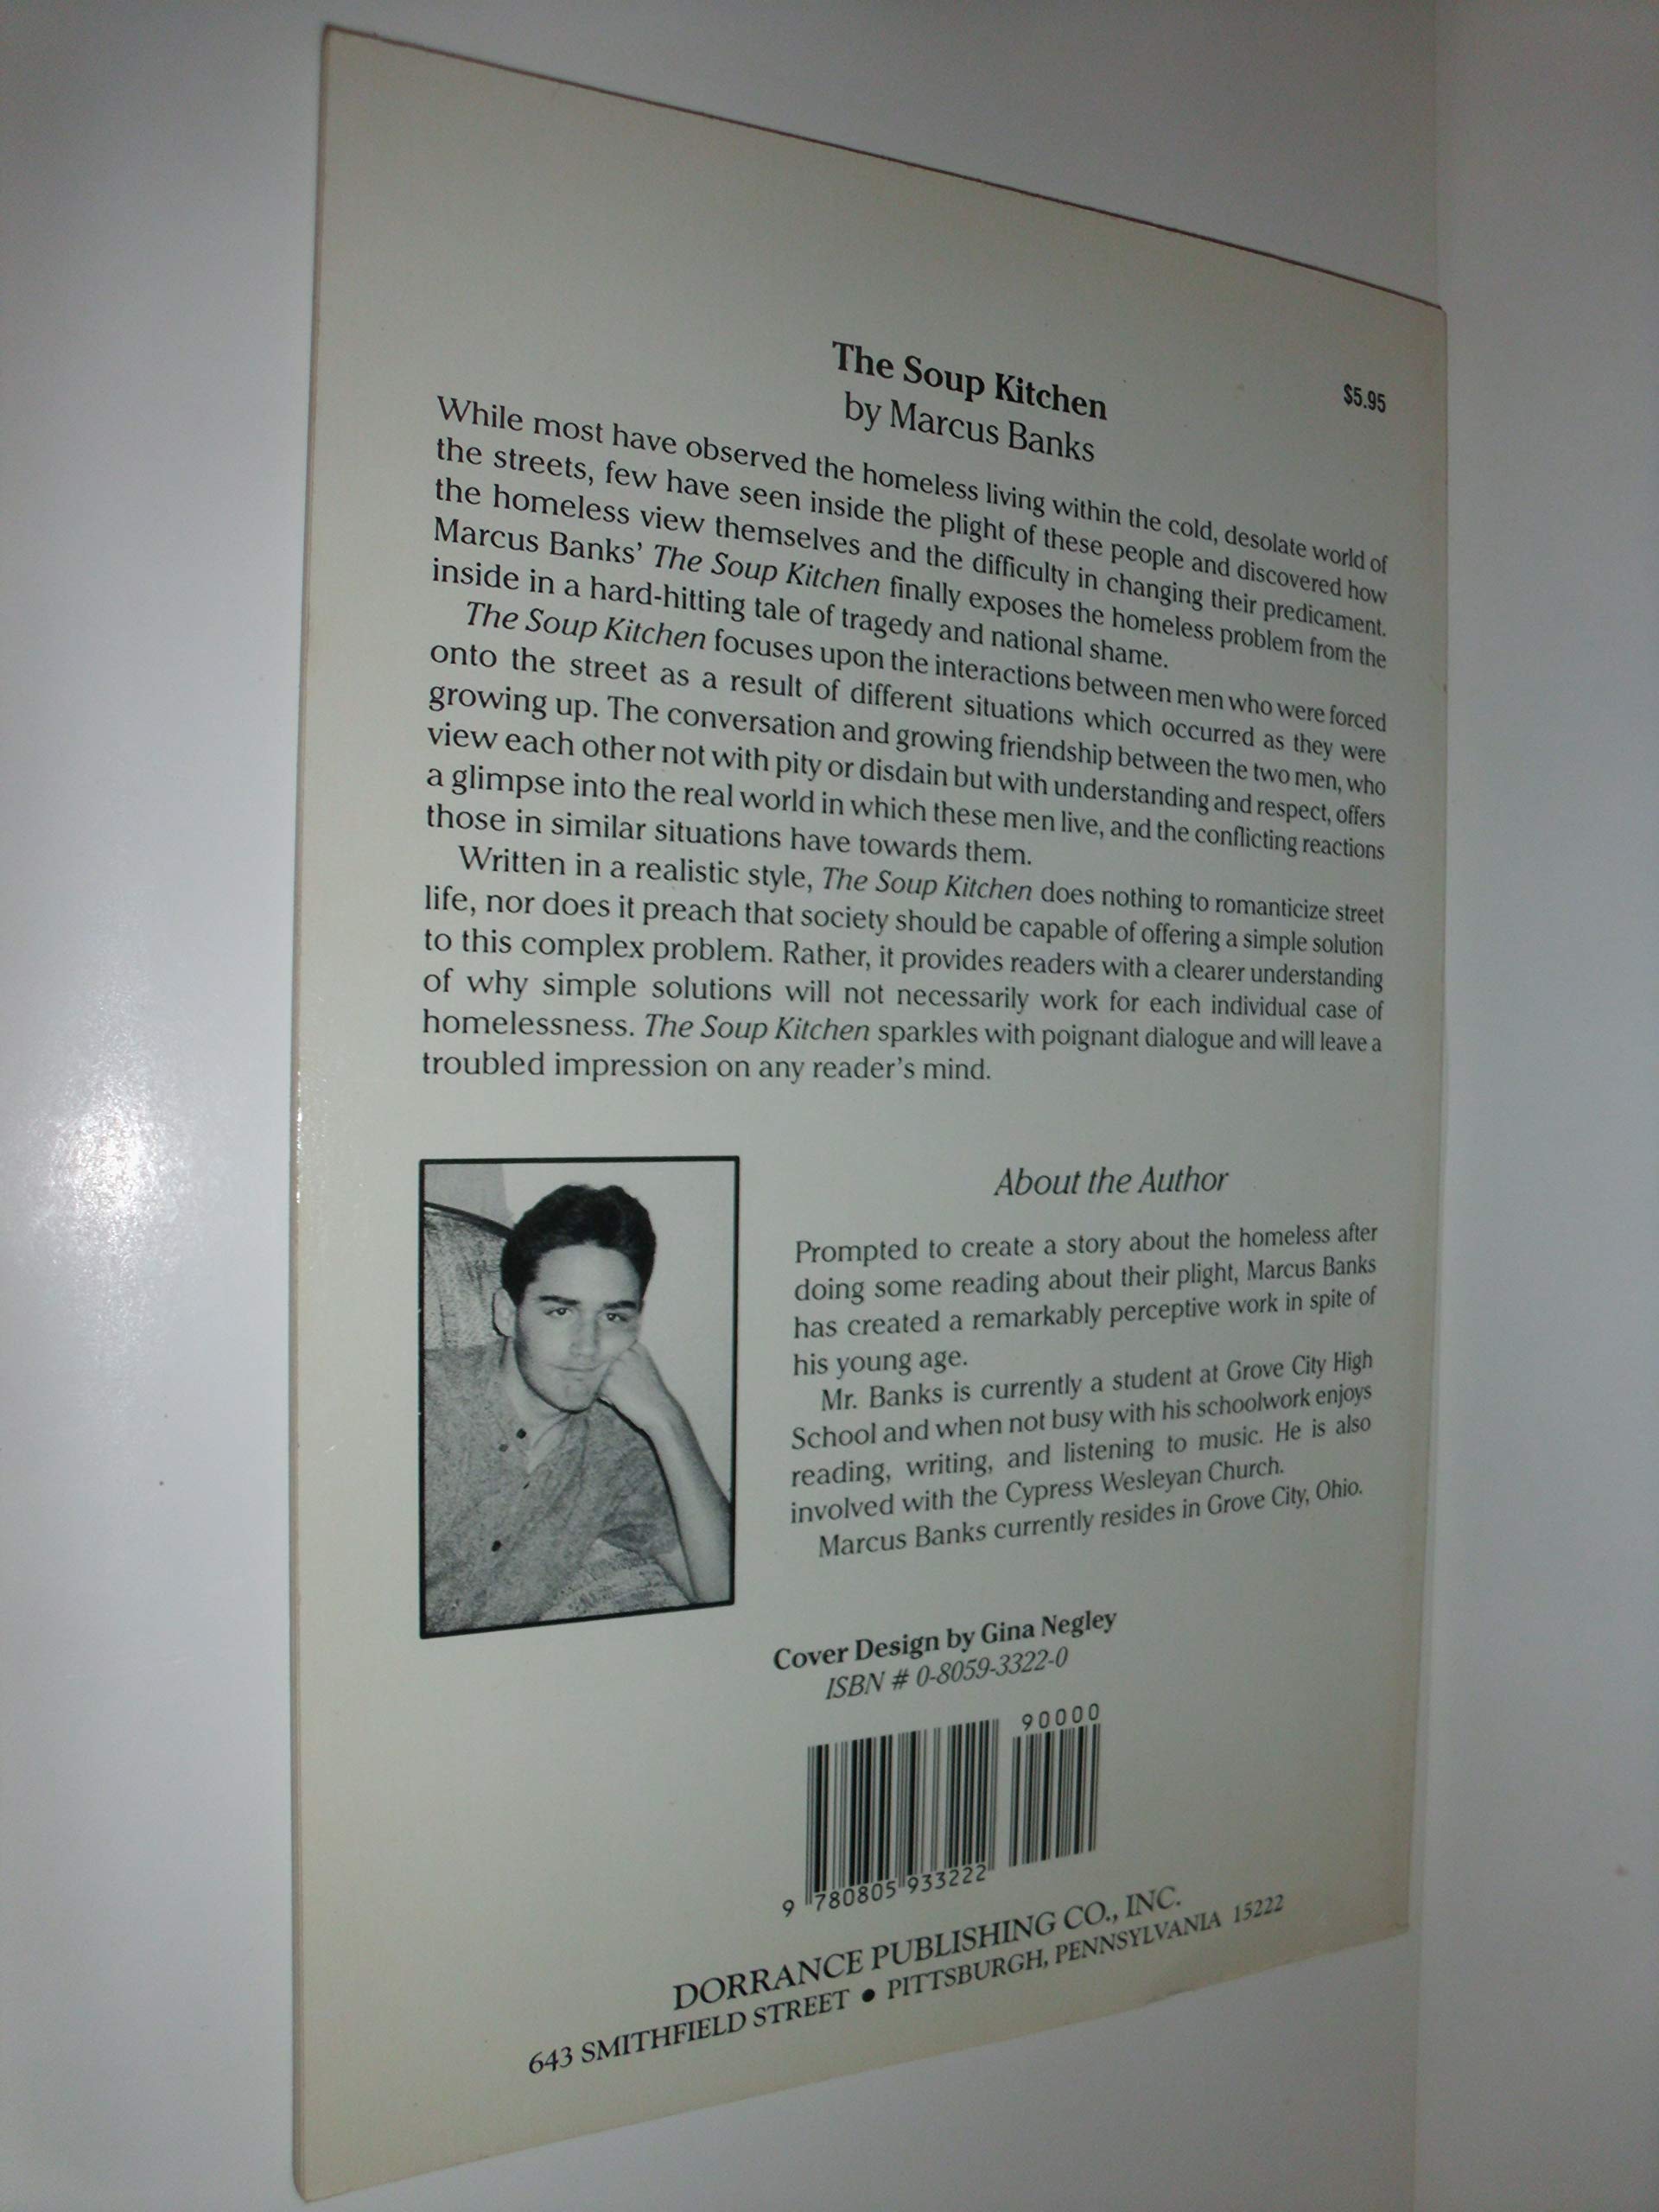 The Soup Kitchen
by Marcus Banks
$5.95
While most have observed the homeless living within the cold, desolate world of
the streets, few have seen inside the plight of these people and discovered how
the homeless view themselves and the difficulty in changing their predicament.
Marcus Banks' The Soup Kitchen finally exposes the homeless problem from the
inside in a hard-hitting tale of tragedy and national shame.
The Soup Kitchen focuses upon the interactions between men who were forced
onto the street as a result of different situations which occurred as they were
growing up. The conversation and growing friendship between the two men, who
view each other not with pity or disdain but with understanding and respect, offers
a glimpse into the real world in which these men live, and the conflicting reactions
those in similar situations have towards them.
Written in a realistic style, The Soup Kitchen does nothing to romanticize street
life, nor does it preach that society should be capable of offering a simple solution
to this complex problem. Rather, it provides readers with a clearer understanding
of why simple solutions will not necessarily work for each individual case of
homelessness. The Soup Kitchen sparkles with poignant dialogue and will leave a
troubled impression on any reader's mind.
About the Author
Prompted to create a story about the homeless after
doing some reading about their plight, Marcus Banks
has created a remarkably perceptive work in spite of
his young age.
Mr. Banks is currently a student at Grove City High
School and when not busy with his schoolwork enjoys
reading, writing, and listening to music. He is also
involved with the Cypress Wesleyan Church.
Marcus Banks currently resides in Grove City, Ohio.
Cover Design by Gina Negley
ISBN # 0-8059-3322-0
90000
9 780805 933222
DORRANCE PUBLISHING CO., INC.
643 SMITHFIELD STREET ● PITTSBURGH, PENNSYLVANIA 15222